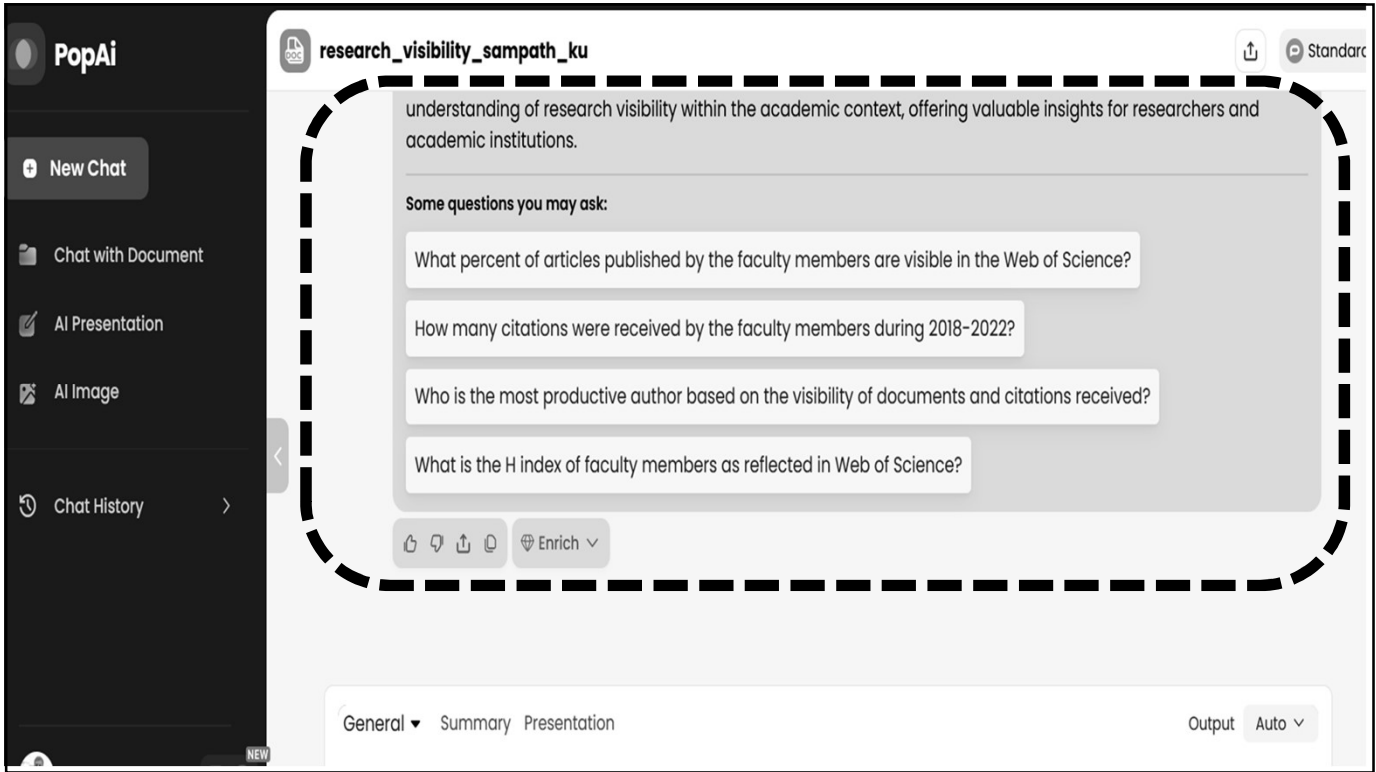 PopAi
research_visibility_sampath_ku
Standard
understanding of research visibility within the academic context, offering valuable insights for researchers and
academic institutions.
New Chat
Some questions you may ask:
Chat with Document
What percent of articles published by the faculty members are visible in the Web of Science?
AI Presentation
How many citations were received by the faculty members during 2018-2022?
AI Image
Who is the most productive author based on the visibility of documents and citations received?
What is the H index of faculty members as reflected in Web of Science?
Chat History
Enrich
General Summary Presentation
Output Auto
NEW